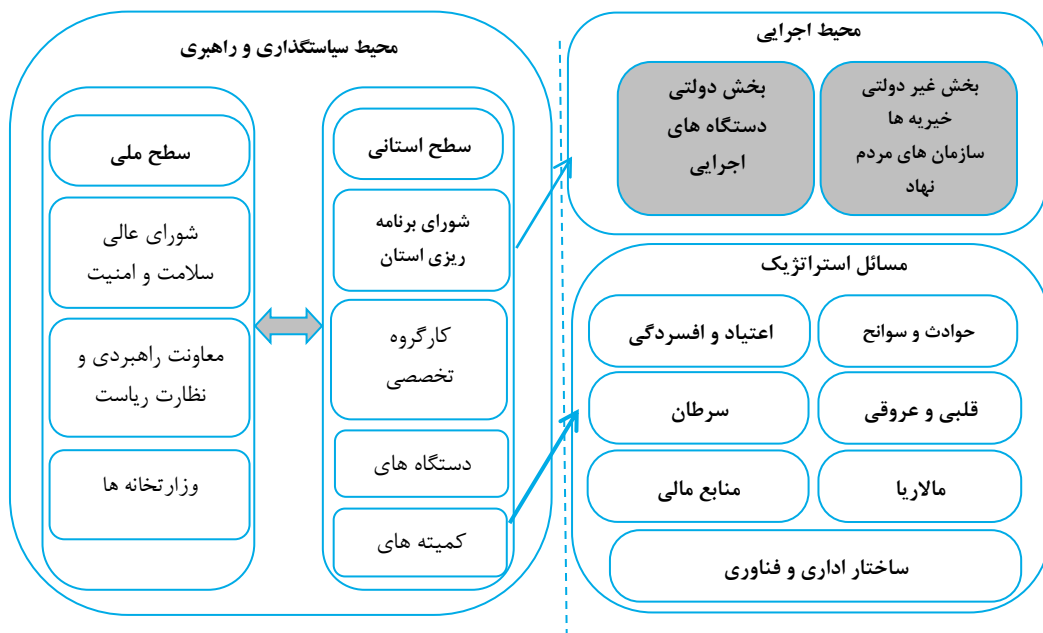 محیط اجرایی
بخش غیر دولتی
خیریه ها
سازمان های مردم
نهاد
بخش دولتی
دستگاه های
اجرایی
مسائل استراتژیک
حوادث و سوانح
اعتیاد و افسردگی
قلبی و عروقی
سرطان
مالاریا
منابع مالی
ساختار اداری و فناوری
محیط سیاستگذاری و راهبری
سطح استانی
شورای برنامه
ریزی استان
کارگروه
تخصصی
دستگاه های
کمیته های
سطح ملی
شورای عالی
سلامت و امنیت
معاونت راهبردی و
نظارت ریاست
وزارتخانه ها